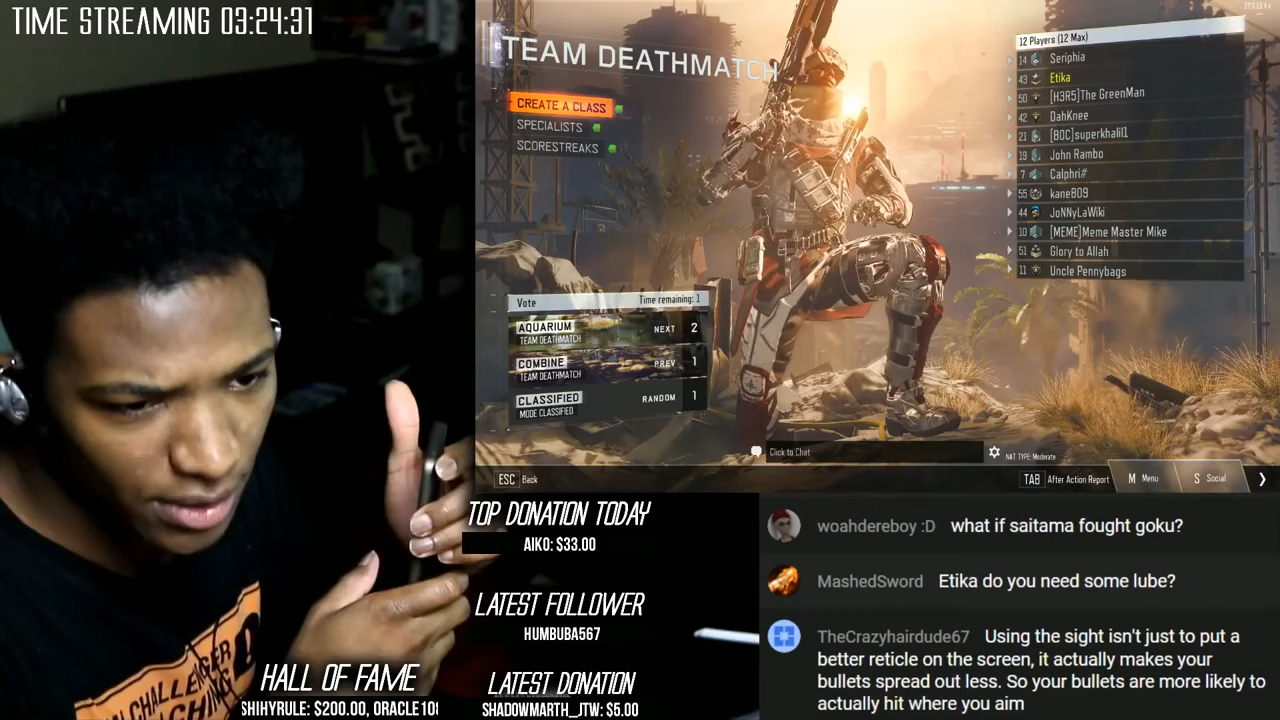 TIME STREAMING 03:24:31
TEAM DEATHMATCH
CREATE A CLASS
SPECIALISTS
SCORESTREAKS
12 Players (12 Max)
14 Seriphia
43 Etika
50 [H3R5]The GreenMan
42 DahKnee
21 [BOC]superkhalil1
19 John Rambo
7 Calphri#
55 kane809
44 JoNNyLaWiki
10 [MEME]Meme Master Mike
51 Glory to Allah
11 Uncle Pennybags
Vote Time remaining: 1
AQUARIUM NEXT 2
TEAM DEATHMATCH
COMBINE PREV 1
TEAM DEATHMATCH
CLASSIFIED RANDOM 1
MODE CLASSIFIED
Click to Chat
NAT TYPE: Moderate
ESC Back
TAB After Action Report M Menu S Social
TOP DONATION TODAY
AIKO: $33.00
LATEST FOLLOWER
HUMBUBA567
LATEST DONATION
SHADOWMARTH_JTW: $5.00
HALL OF FAME
SHIHYRULE: $200.00, ORACLE108
CHALLENGER
woahdereboy :D what if saitama fought goku?
MashedSword Etika do you need some lube?
TheCrazyhairdude67 Using the sight isn't just to put a
better reticle on the screen, it actually makes your
bullets spread out less. So your bullets are more likely to
actually hit where you aim